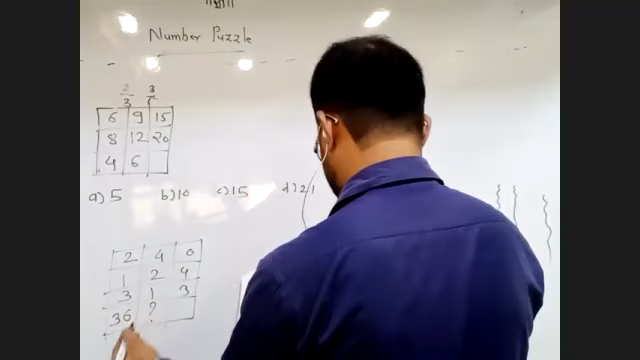 Number Puzzle
2/3 3/
6 9 15
8 12 20
4 6
a) 5 b) 10 c) 15 d) 21
2 4 0
1 2 4
3 1 3
36 ?